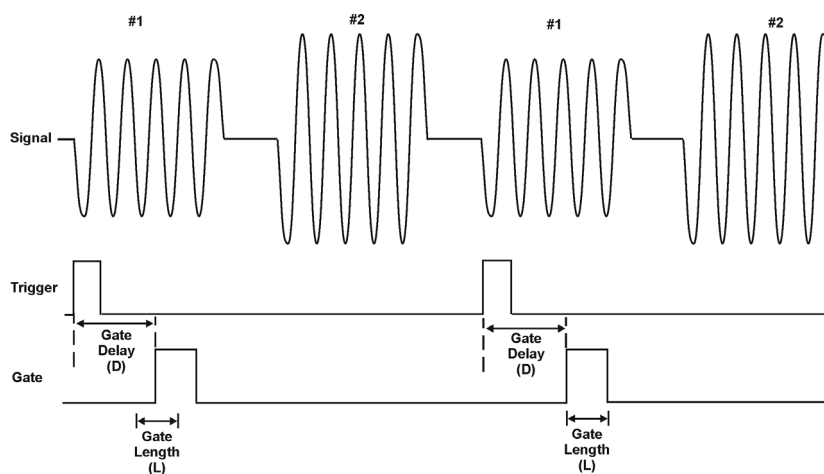 #1
#2
#1
#2
Signal
Trigger
Gate
Delay
(D)
Gate
Delay
(D)
Gate
Gate
Length
(L)
Gate
Length
(L)